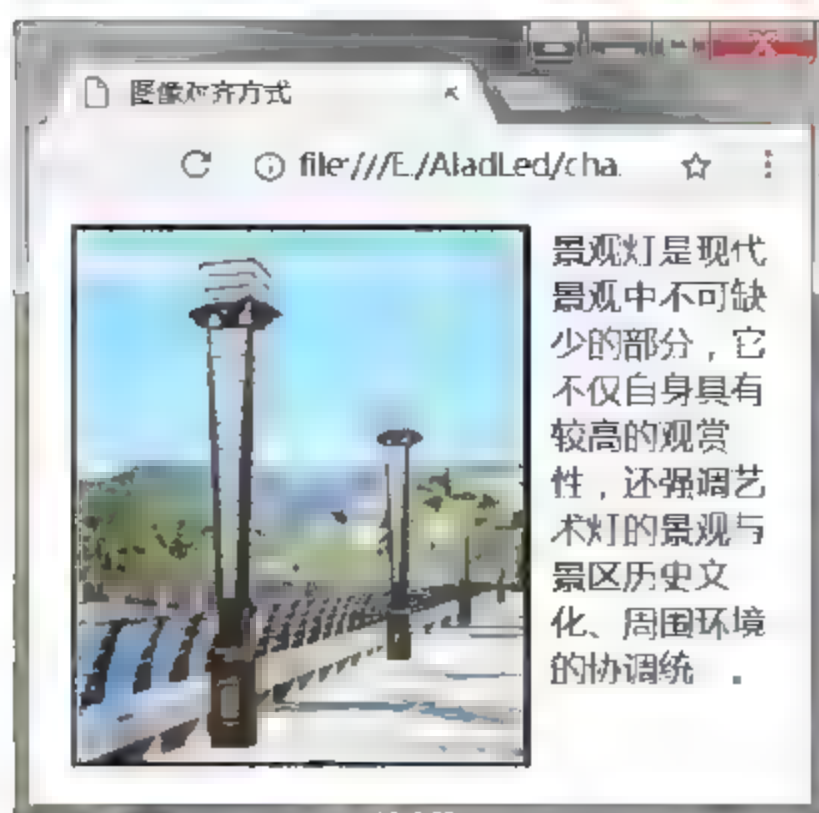 图像对齐方式
file:///E:/AladLed/cha
景观灯是现代
景观中不可缺
少的部分，它
不仅自身具有
较高的观赏
性，还强调艺
术灯的景观与
景区历史文
化、周围环境
的协调统 。